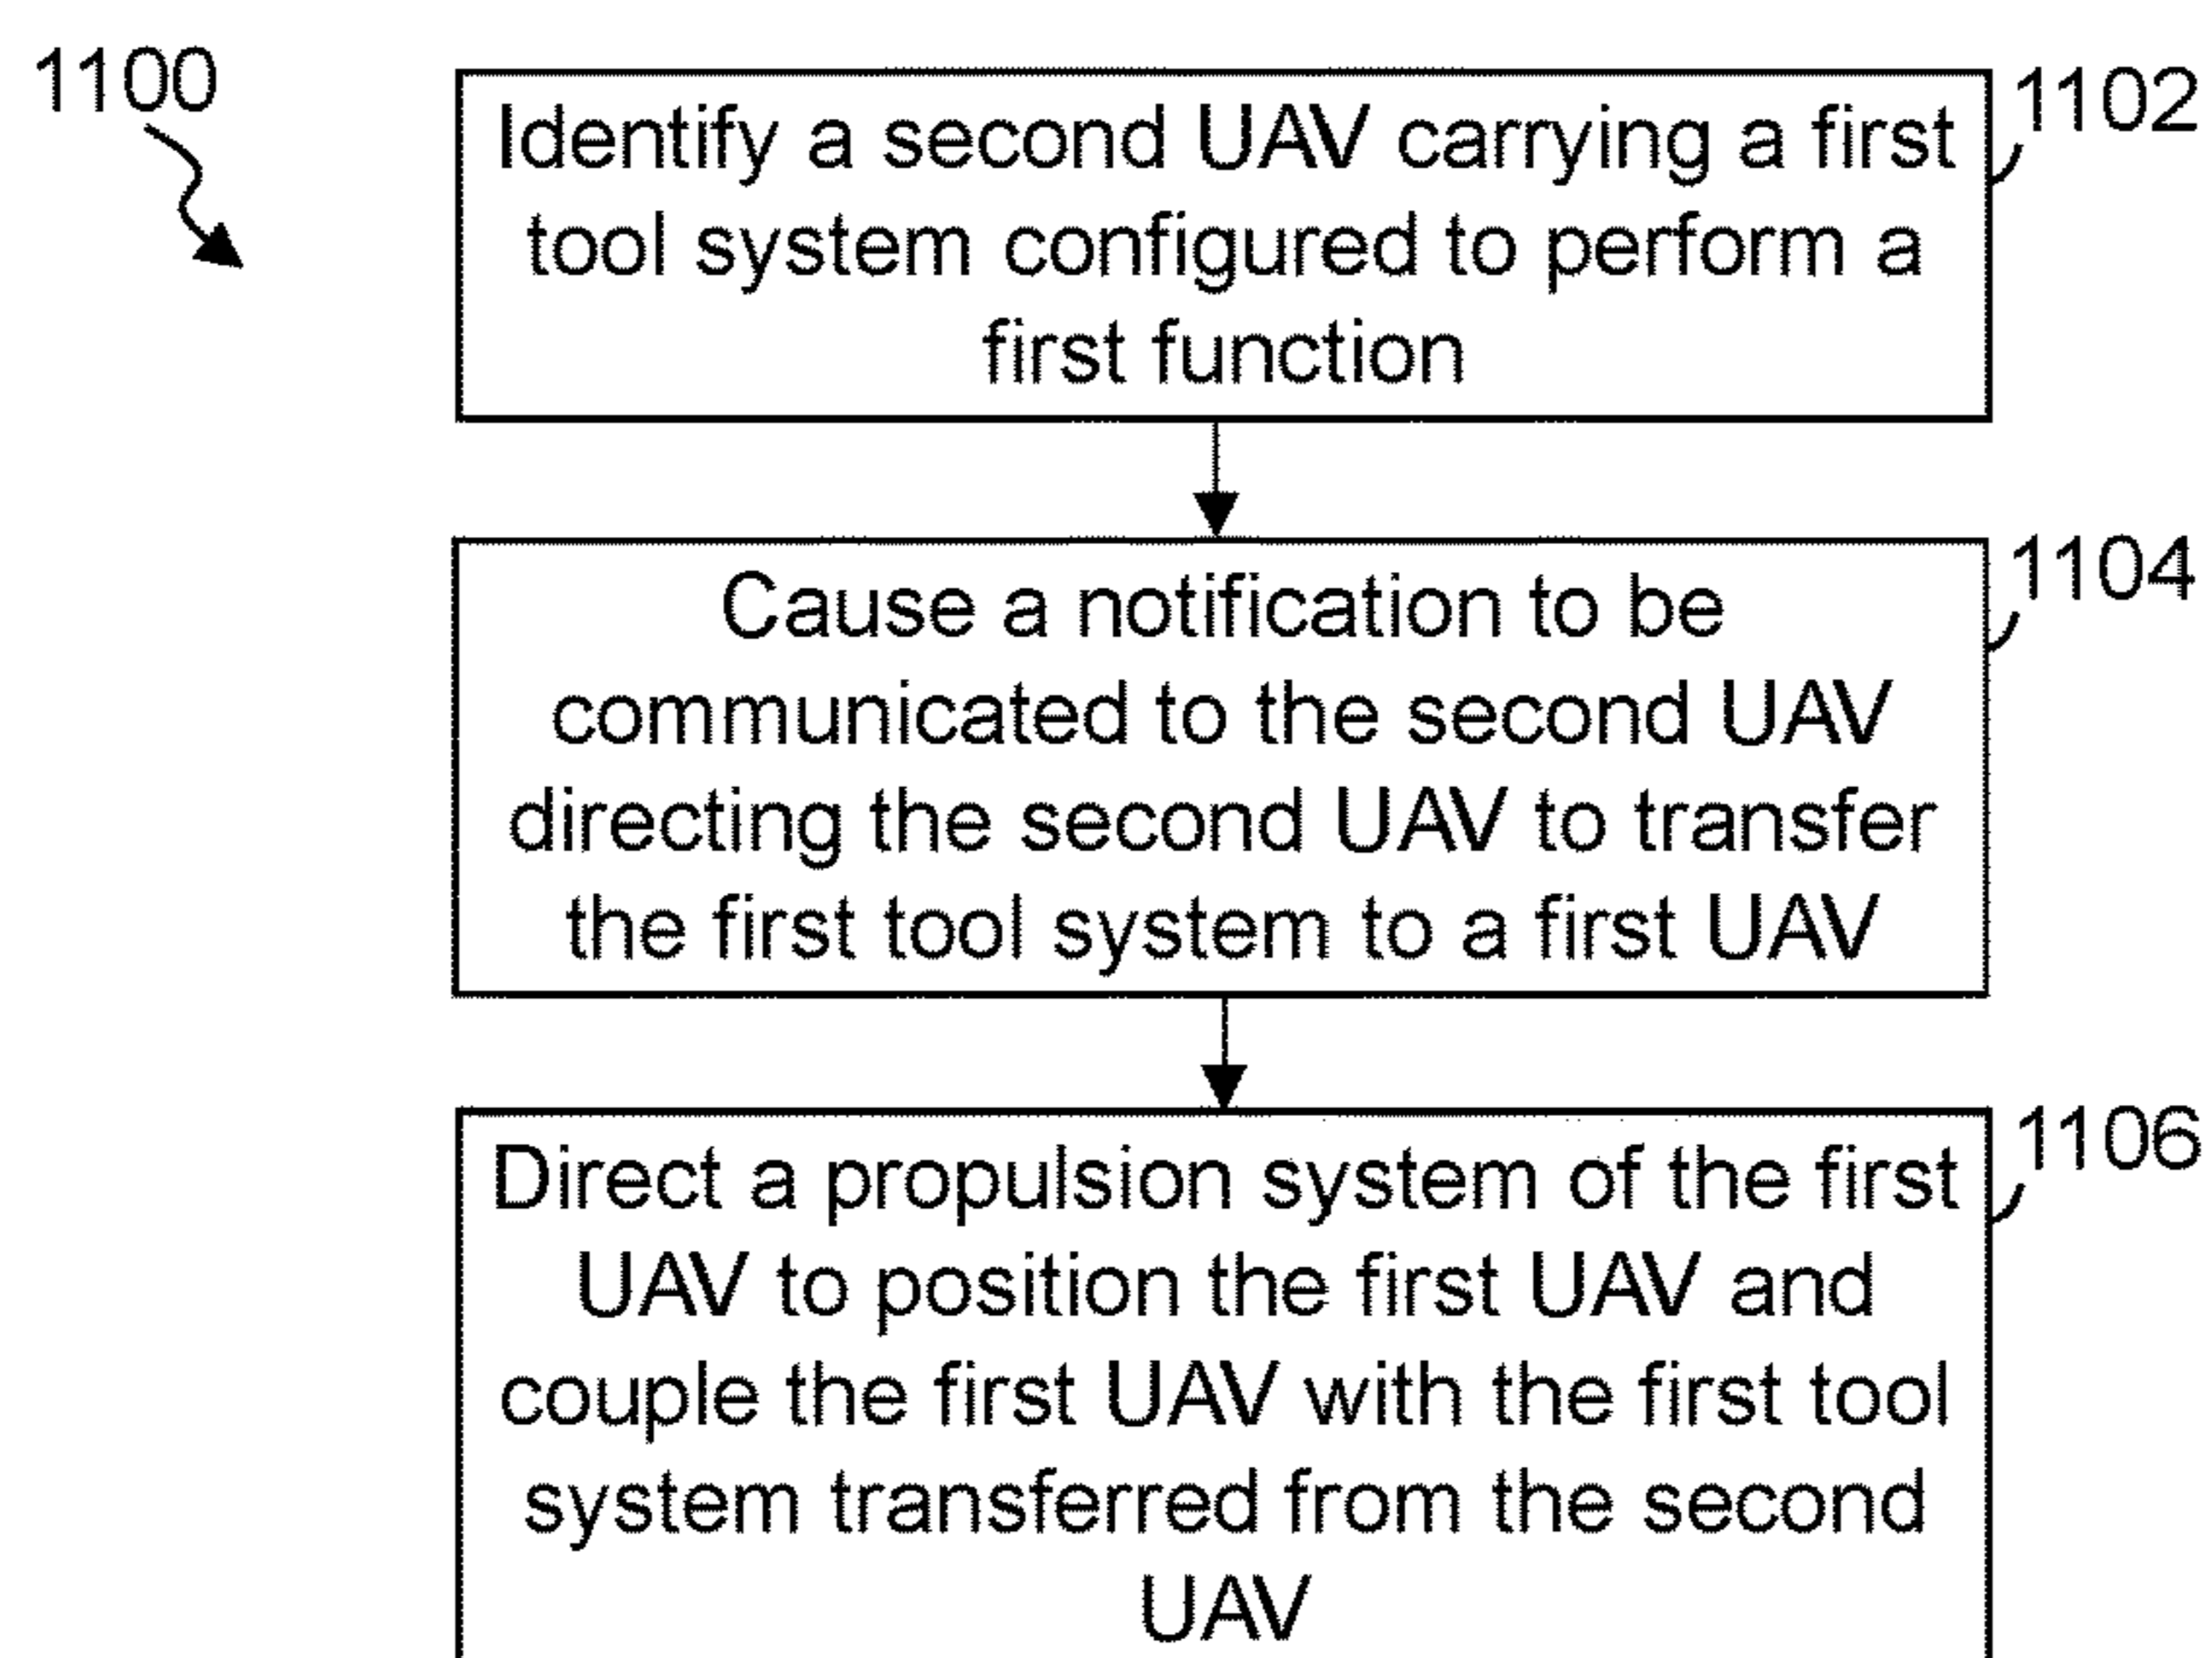 1100
1102
Identify a second UAV carrying a first
tool system configured to perform a
first function
1104
Cause a notification to be
communicated to the second UAV
directing the second UAV to transfer
the first tool system to a first UAV
1106
Direct a propulsion system of the first
UAV to position the first UAV and
couple the first UAV with the first tool
system transferred from the second
UAV